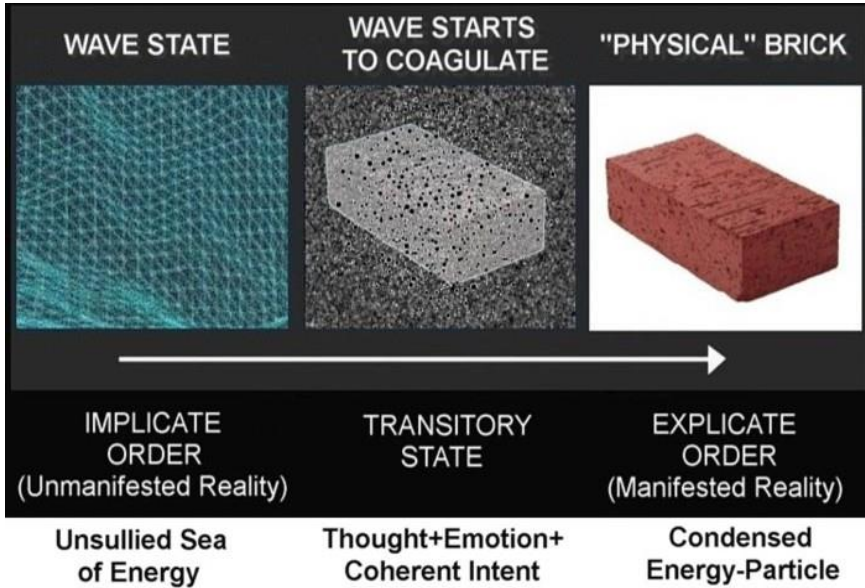 WAVE STATE
WAVE STARTS
TO COAGULATE
"PHYSICAL" BRICK
IMPLICATE
ORDER
(Unmanifested Reality)
TRANSITORY
STATE
EXPLICATE
ORDER
(Manifested Reality)
Unsullied Sea
of Energy
Thought+Emotion+
Coherent Intent
Condensed
Energy-Particle